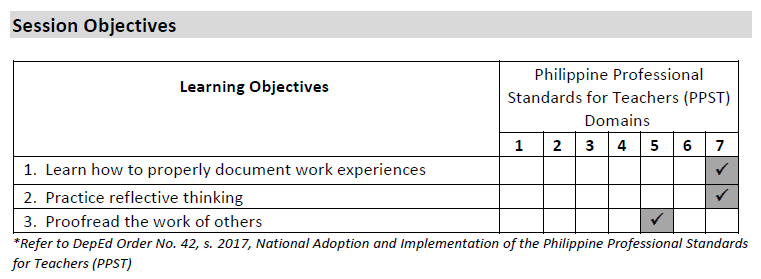 Session Objectives
Learning Objectives
Philippine Professional
Standards for Teachers (PPST)
Domains
1 2 3 4 5 6 7
1. Learn how to properly document work experiences ✓
2. Practice reflective thinking ✓
3. Proofread the work of others ✓
*Refer to DepEd Order No. 42, s. 2017, National Adoption and Implementation of the Philippine Professional Standards
for Teachers (PPST)